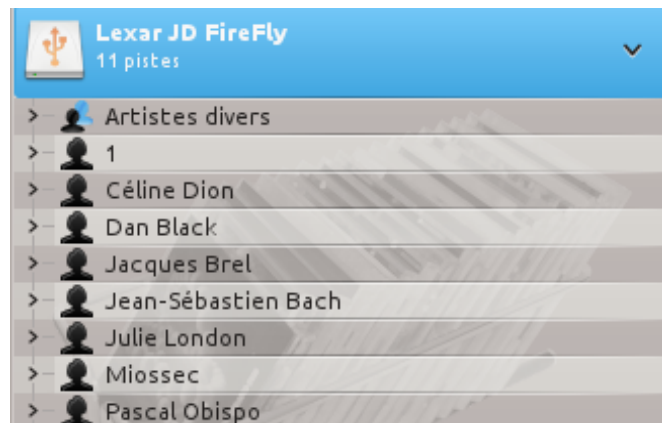 Lexar JD FireFly
11 pistes
Artistes divers
1
Céline Dion
Dan Black
Jacques Brel
Jean-Sébastien Bach
Julie London
Miossec
Pascal Obispo